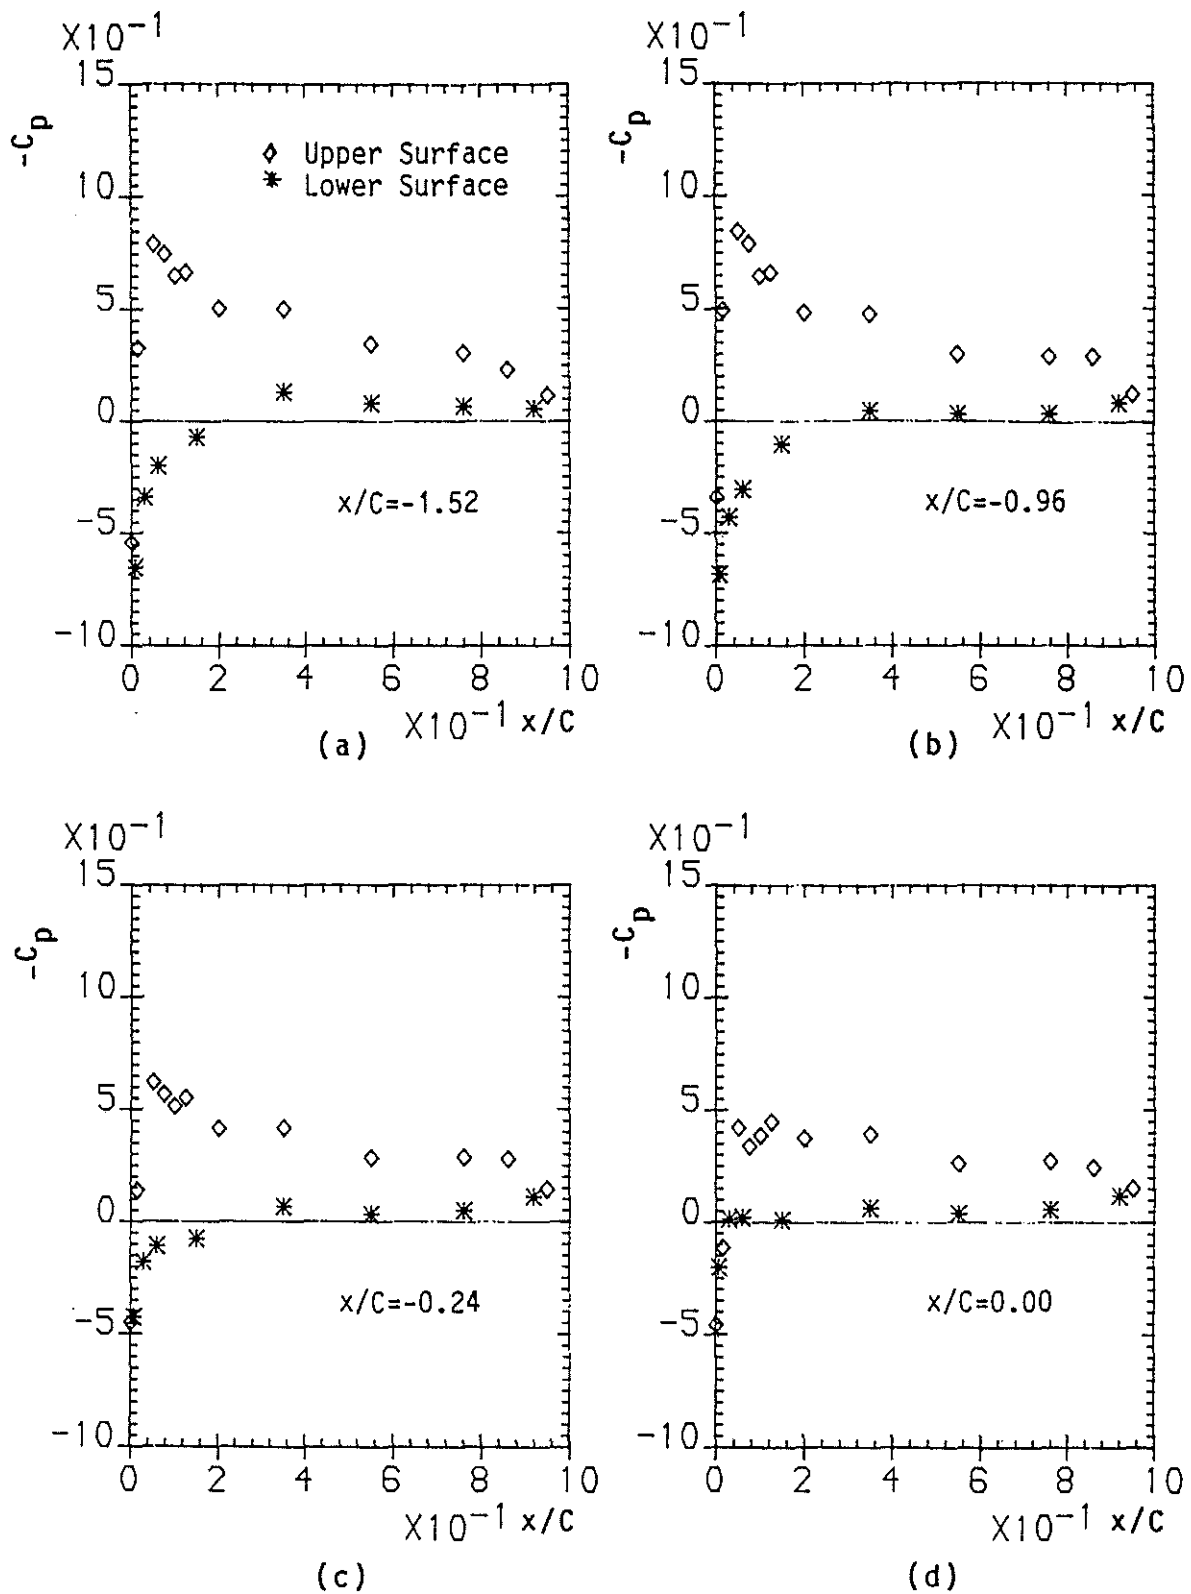 X10⁻¹
15
10
5
0
-5
-10
-Cp
◇ Upper Surface
* Lower Surface
x/C=-1.52
0 2 4 6 8 10
X10⁻¹ x/C
(a)
X10⁻¹
15
10
5
0
-5
-10
-Cp
x/C=-0.96
0 2 4 6 8 10
X10⁻¹ x/C
(b)
X10⁻¹
15
10
5
0
-5
-10
-Cp
x/C=-0.24
0 2 4 6 8 10
X10⁻¹ x/C
(c)
X10⁻¹
15
10
5
0
-5
-10
-Cp
x/C=0.00
0 2 4 6 8 10
X10⁻¹ x/C
(d)